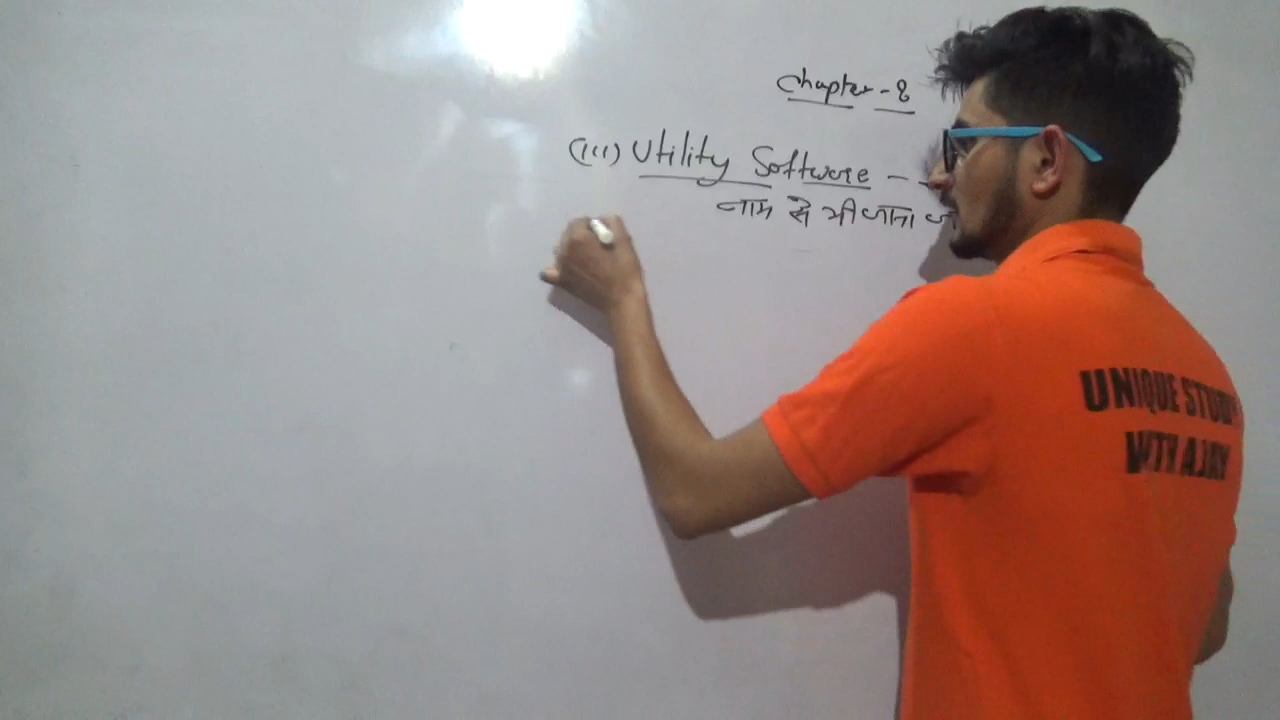 Chapter - 8
(iii) Utility Software -
नाम से भी जाना
UNIQUE STUDY
WITH AJAY